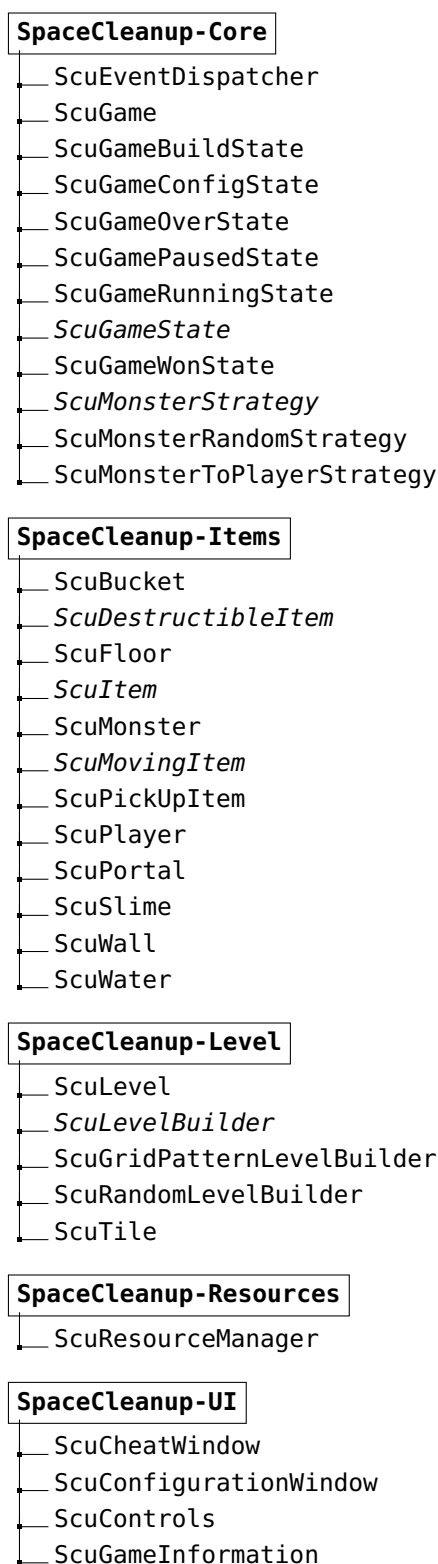 SpaceCleanup-Core
ScuEventDispatcher
ScuGame
ScuGameBuildState
ScuGameConfigState
ScuGameOverState
ScuGamePausedState
ScuGameRunningState
ScuGameState
ScuGameWonState
ScuMonsterStrategy
ScuMonsterRandomStrategy
ScuMonsterToPlayerStrategy
SpaceCleanup-Items
ScuBucket
ScuDestructibleItem
ScuFloor
ScuItem
ScuMonster
ScuMovingItem
ScuPickUpItem
ScuPlayer
ScuPortal
ScuSlime
ScuWall
ScuWater
SpaceCleanup-Level
ScuLevel
ScuLevelBuilder
ScuGridPatternLevelBuilder
ScuRandomLevelBuilder
ScuTile
SpaceCleanup-Resources
ScuResourceManager
SpaceCleanup-UI
ScuCheatWindow
ScuConfigurationWindow
ScuControls
ScuGameInformation